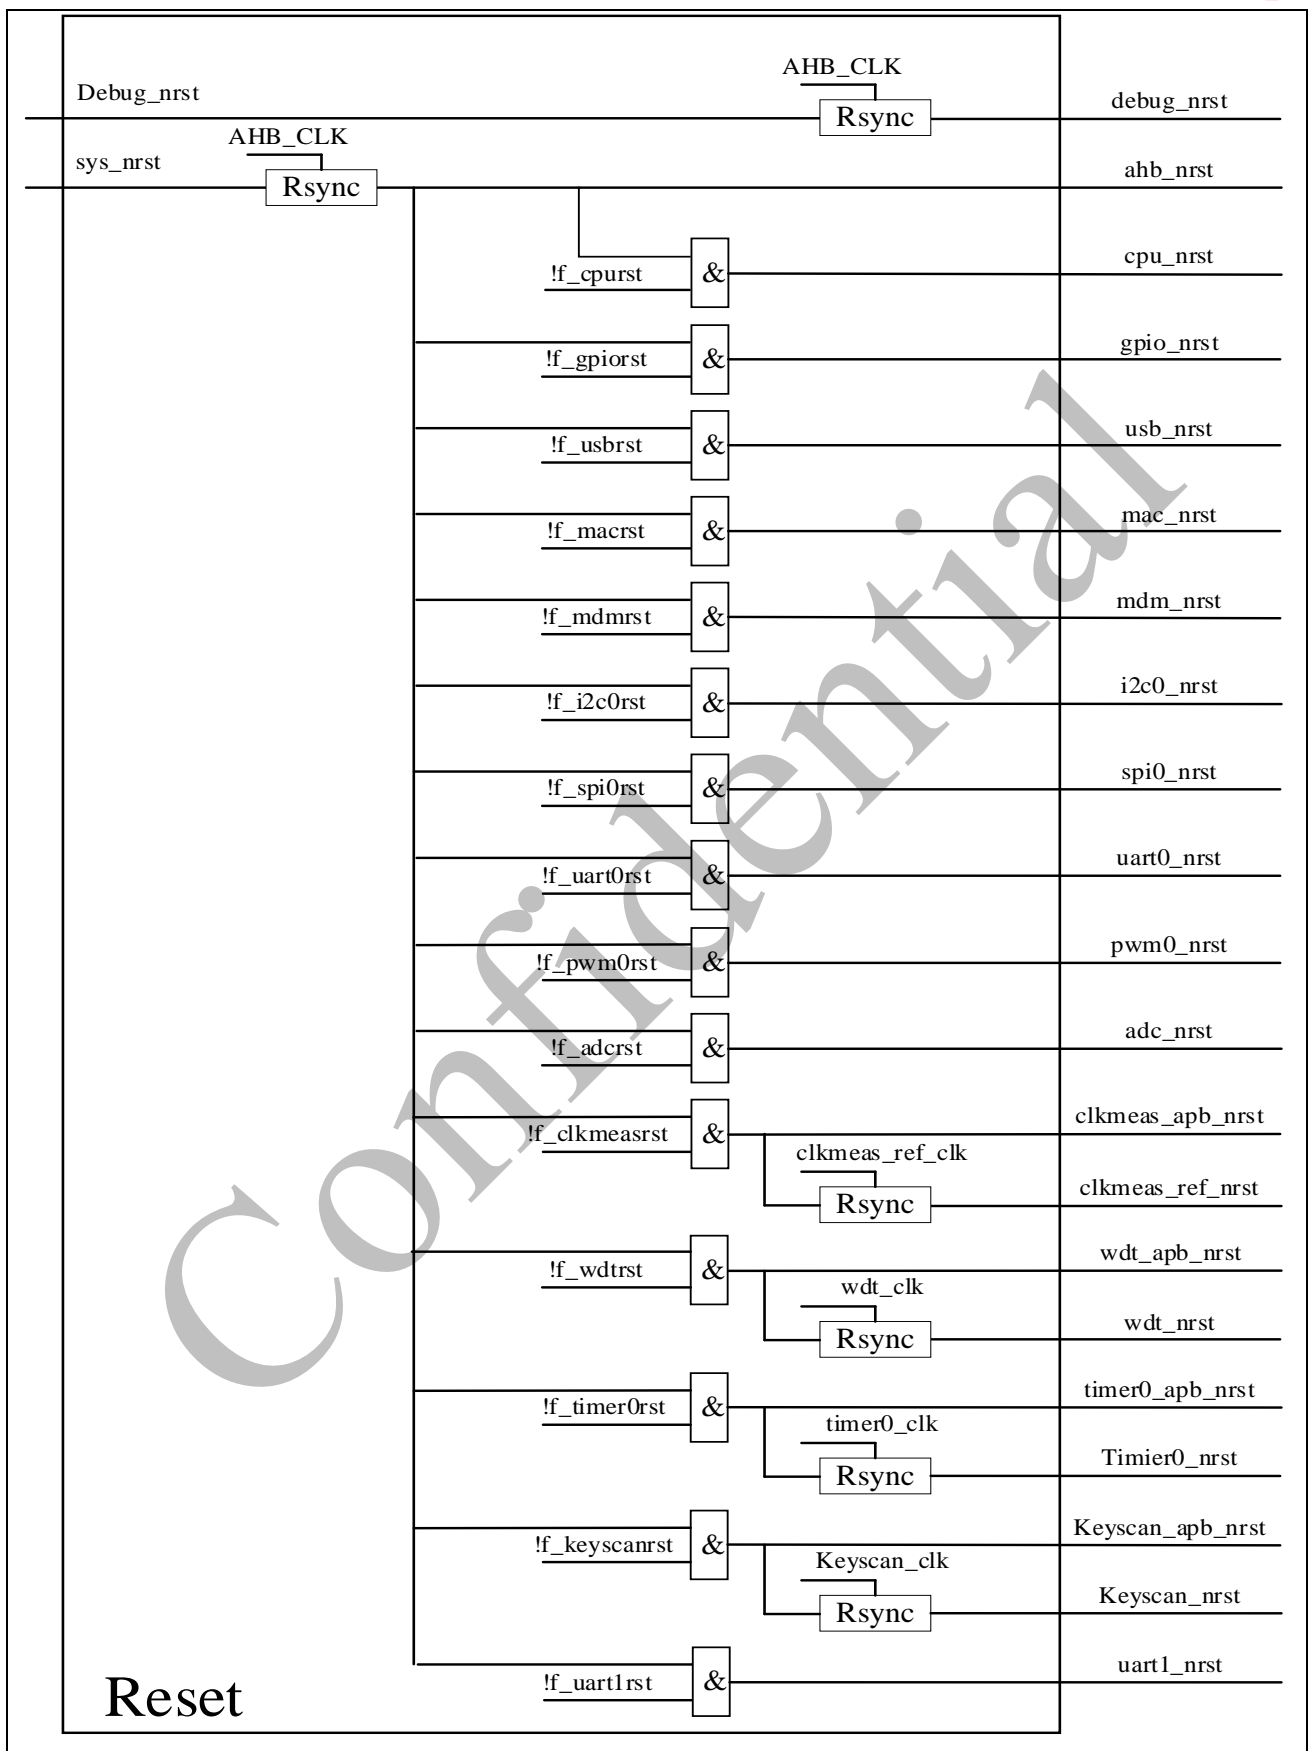 AHB_CLK
Debug_nrst
Rsync
debug_nrst
AHB_CLK
sys_nrst
Rsync
ahb_nrst
cpu_nrst
!f_cpurst
&
gpio_nrst
!f_gpiorst
&
usb_nrst
!f_usbrst
&
mac_nrst
!f_macrst
&
mdm_nrst
!f_mdmrst
&
i2c0_nrst
!f_i2c0rst
&
spi0_nrst
!f_spi0rst
&
uart0_nrst
!f_uart0rst
&
pwm0_nrst
!f_pwm0rst
&
adc_nrst
!f_adcrst
&
clkmeas_apb_nrst
!f_clkmeasrst
&
clkmeas_ref_clk
Rsync
clkmeas_ref_nrst
wdt_apb_nrst
!f_wdtrst
&
wdt_clk
Rsync
wdt_nrst
timer0_apb_nrst
!f_timer0rst
&
timer0_clk
Rsync
Timier0_nrst
Keyscan_apb_nrst
!f_keyscanrst
&
Keyscan_clk
Rsync
Keyscan_nrst
uart1_nrst
!f_uart1rst
&
Reset
Confidential